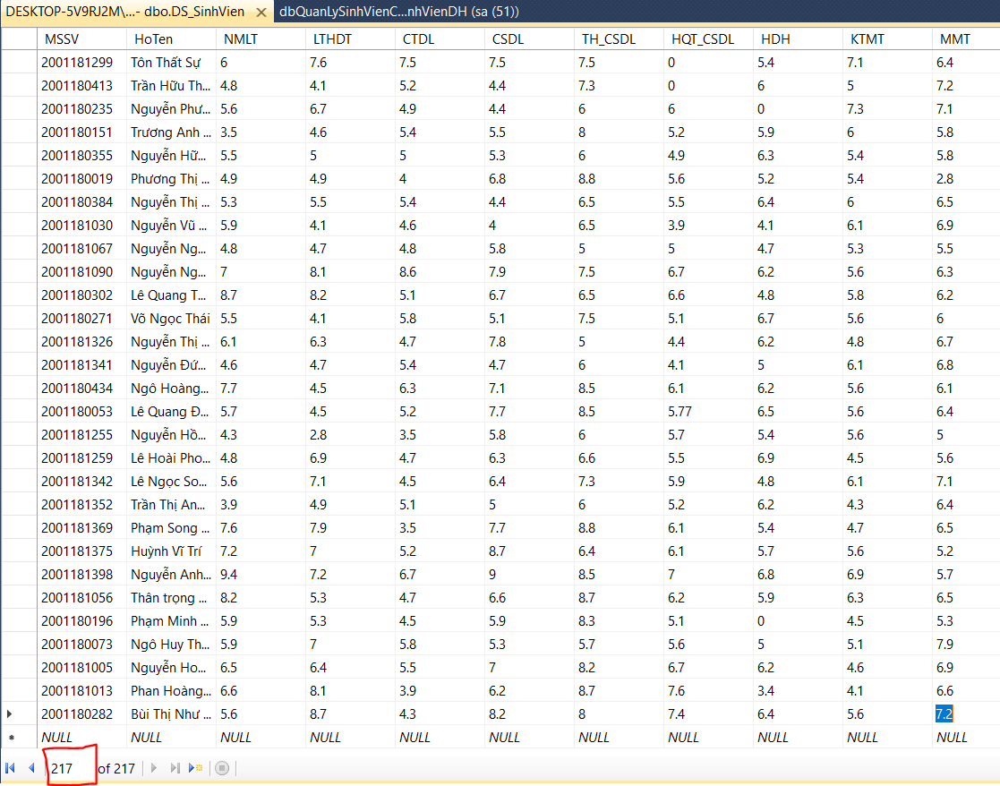 DESKTOP-5V9RJ2M\...- dbo.DS_SinhVien dbQuanLySinhVienC...nhVienDH (sa (51))
MSSV HoTen NMLT LTHDT CTDL CSDL TH_CSDL HQT_CSDL HDH KTMT MMT
2001181299 Tôn Thất Sự 6 7.6 7.5 7.5 7.5 0 5.4 7.1 6.4
2001180413 Trần Hữu Th... 4.8 4.1 5.2 4.4 7.3 0 6 5 7.2
2001180235 Nguyễn Phư... 5.6 6.7 4.9 4.4 6 6 0 7.3 7.1
2001180151 Trương Anh ... 3.5 4.6 5.4 5.5 8 5.2 5.9 6 5.8
2001180355 Nguyễn Hữ... 5.5 5 5 5.3 6 4.9 6.3 5.4 5.8
2001180019 Phương Thị ... 4.9 4.9 4 6.8 8.8 5.6 5.2 5.4 2.8
2001180384 Nguyễn Thị ... 5.3 5.5 5.4 4.4 6.5 5.5 6.4 6 6.5
2001181030 Nguyễn Vũ ... 5.9 4.1 4.6 4 6.5 3.9 4.1 6.1 6.9
2001181067 Nguyễn Ng... 4.8 4.7 4.8 5.8 5 5 4.7 5.3 5.5
2001181090 Nguyễn Ng... 7 8.1 8.6 7.9 7.5 6.7 6.2 5.6 6.3
2001180302 Lê Quang T... 8.7 8.2 5.1 6.7 6.5 6.6 4.8 5.8 6.2
2001180271 Võ Ngọc Thái 5.5 4.1 5.8 5.1 7.5 5.1 6.7 5.6 6
2001181326 Nguyễn Thị ... 6.1 6.3 4.7 7.8 5 4.4 6.2 4.8 6.7
2001181341 Nguyễn Đứ... 4.6 4.7 5.4 4.7 6 4.1 5 6.1 6.8
2001180434 Ngô Hoàng... 7.7 4.5 6.3 7.1 8.5 6.1 6.2 5.6 6.1
2001180053 Lê Quang Đ... 5.7 4.5 5.2 7.7 8.5 5.77 6.5 5.6 6.4
2001181255 Nguyễn Hồ... 4.3 2.8 3.5 5.8 6 5.7 5.4 5.6 5
2001181259 Lê Hoài Pho... 4.8 6.9 4.7 6.3 6.6 5.5 6.9 4.5 5.6
2001181342 Lê Ngọc So... 5.6 7.1 4.5 6.4 7.3 5.9 4.8 6.1 7.1
2001181352 Trần Thị An... 3.9 4.9 5.1 5 6 5.2 6.2 4.3 6.4
2001181369 Phạm Song ... 7.6 7.9 3.5 7.7 8.8 6.1 5.4 4.7 6.5
2001181375 Huỳnh Vĩ Trí 7.2 7 5.2 8.7 6.4 6.1 5.7 5.6 5.2
2001181398 Nguyễn Anh... 9.4 7.2 6.7 9 8.5 7 6.8 6.9 5.7
2001181056 Thân trọng ... 8.2 5.3 4.7 6.6 8.7 6.2 5.9 6.3 6.5
2001180196 Phạm Minh ... 5.9 5.3 4.5 5.9 8.3 5.1 0 4.5 5.3
2001180073 Ngô Huy Th... 5.9 7 5.8 5.3 5.7 5.6 5 5.1 7.9
2001181005 Nguyễn Ho... 6.5 6.4 5.5 7 8.2 6.7 6.2 4.6 6.9
2001181013 Phan Hoàng... 6.6 8.1 3.9 6.2 8.7 7.6 3.4 4.1 6.6
2001180282 Bùi Thị Như ... 5.6 8.7 4.3 8.2 8 7.4 6.4 5.6 7.2
NULL NULL NULL NULL NULL NULL NULL NULL NULL NULL NULL
217 of 217